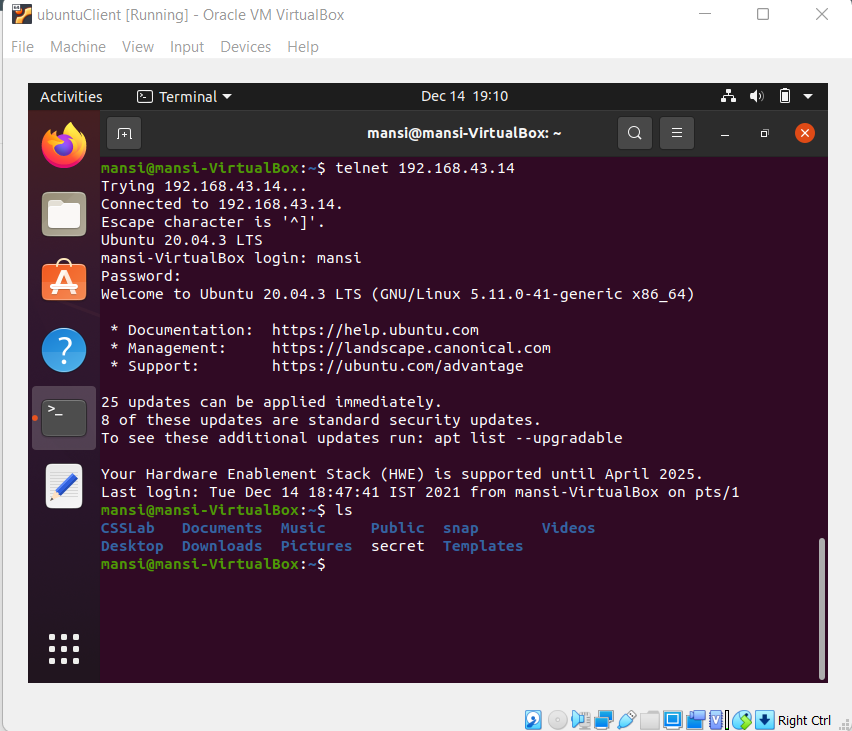 ubuntuClient [Running] - Oracle VM VirtualBox
File Machine View Input Devices Help
Activities Terminal Dec 14 19:10
mansi@mansi-VirtualBox: ~
mansi@mansi-VirtualBox:~$ telnet 192.168.43.14
Trying 192.168.43.14...
Connected to 192.168.43.14.
Escape character is '^]'.
Ubuntu 20.04.3 LTS
mansi-VirtualBox login: mansi
Password:
Welcome to Ubuntu 20.04.3 LTS (GNU/Linux 5.11.0-41-generic x86_64)
* Documentation:  https://help.ubuntu.com
* Management:     https://landscape.canonical.com
* Support:        https://ubuntu.com/advantage
25 updates can be applied immediately.
8 of these updates are standard security updates.
To see these additional updates run: apt list --upgradable
Your Hardware Enablement Stack (HWE) is supported until April 2025.
Last login: Tue Dec 14 18:47:41 IST 2021 from mansi-VirtualBox on pts/1
mansi@mansi-VirtualBox:~$ ls
CSSLab   Documents  Music     Public  snap       Videos
Desktop  Downloads  Pictures  secret  Templates
mansi@mansi-VirtualBox:~$
Right Ctrl